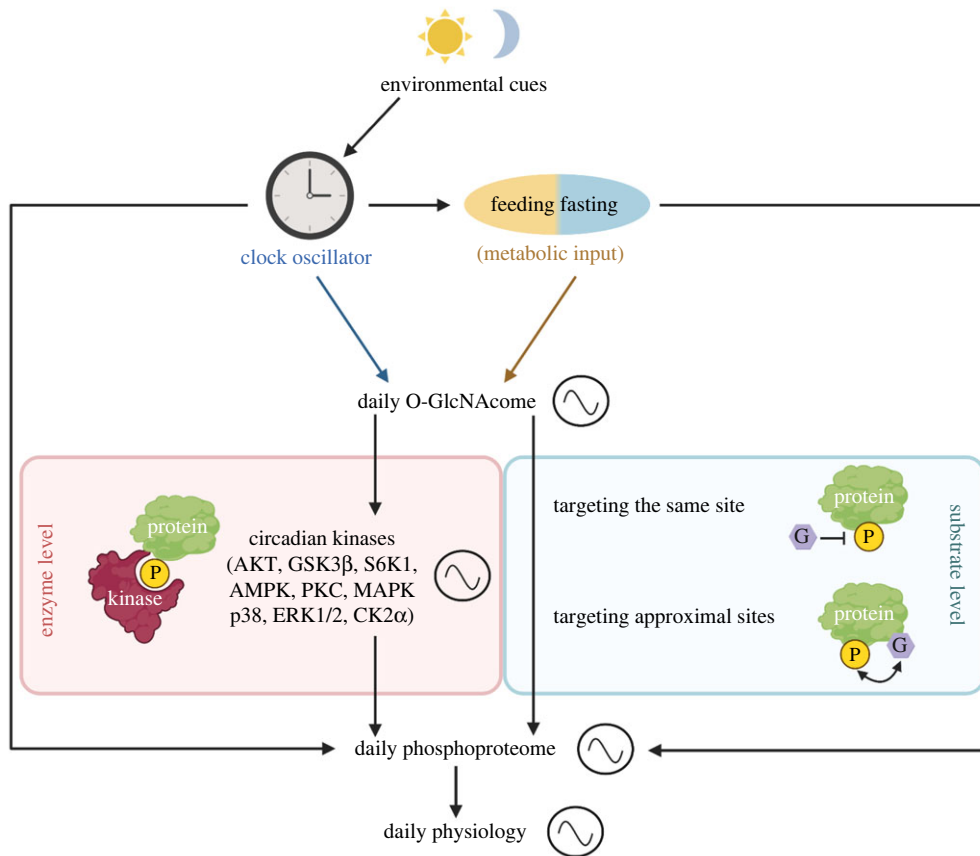 environmental cues
feeding fasting
clock oscillator
(metabolic input)
daily O-GlcNAcome
enzyme level
protein
P
kinase
circadian kinases
(AKT, GSK3β, S6K1,
AMPK, PKC, MAPK
p38, ERK1/2, CK2α)
targeting the same site
protein
G
P
targeting approximal sites
protein
P
G
substrate level
daily phosphoproteome
daily physiology